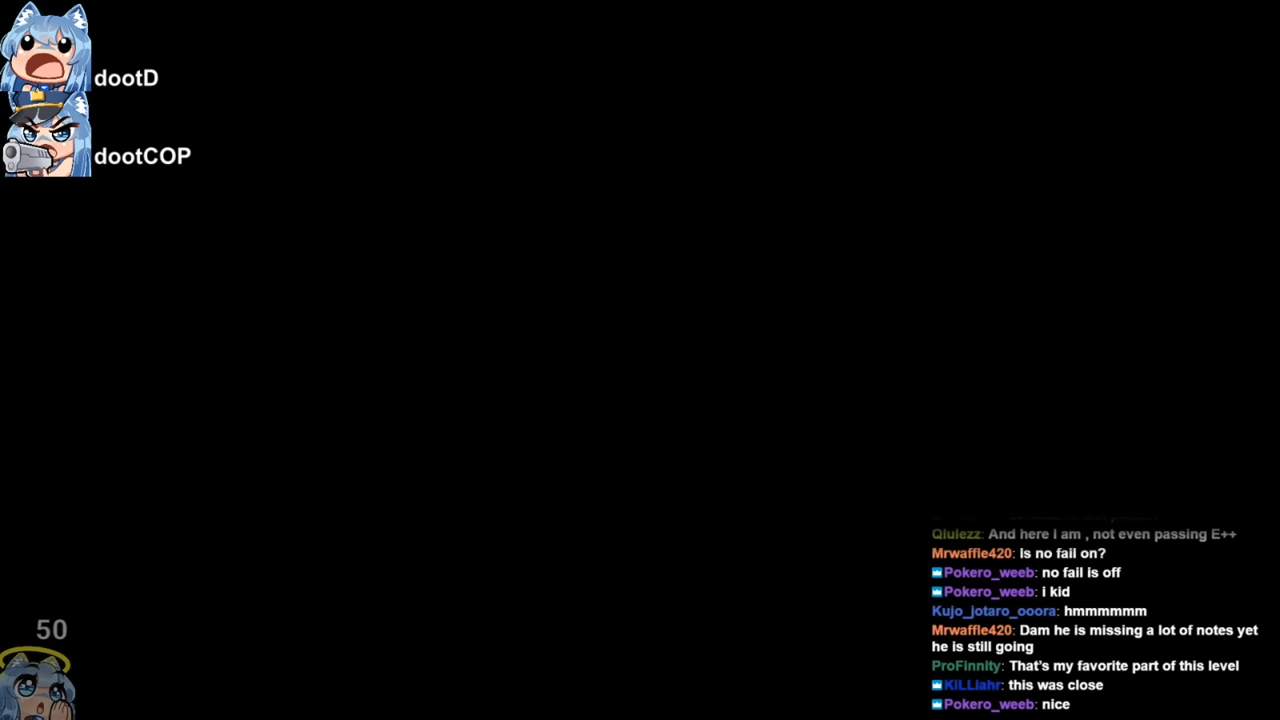 dootD
dootCOP
Qlulezz: And here I am , not even passing E++
Mrwaffle420: Is no fail on?
Pokero_weeb: no fail is off
Pokero_weeb: i kid
Kujo_jotaro_ooora: hmmmmmm
Mrwaffle420: Dam he is missing a lot of notes yet
he is still going
ProFinnity: That's my favorite part of this level
KILLiahr: this was close
Pokero_weeb: nice
50